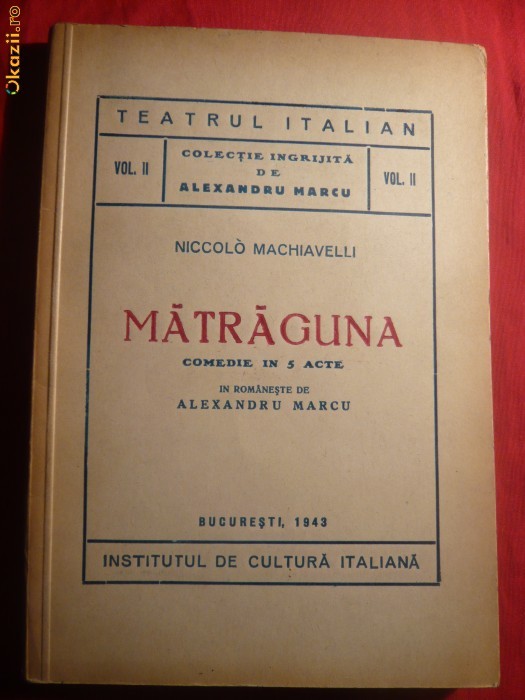 Okazii.ro
TEATRUL ITALIAN
VOL. II
COLECȚIE INGRIJITĂ
DE
ALEXANDRU MARCU
VOL. II
NICCOLÒ MACHIAVELLI
MĂTRĂGUNA
COMEDIE IN 5 ACTE
IN ROMÂNEȘTE DE
ALEXANDRU MARCU
BUCUREȘTI, 1943
INSTITUTUL DE CULTURĂ ITALIANĂ